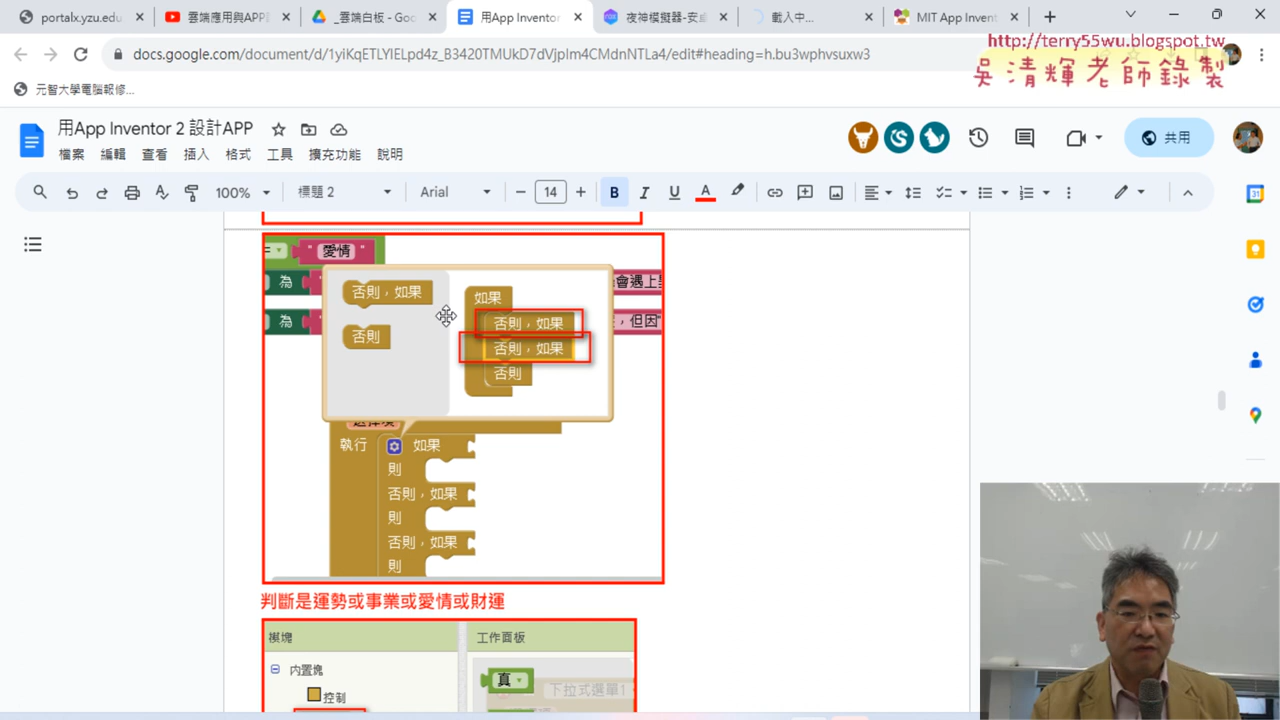 portalx.yzu.edu
雲端應用與APP設
_雲端白板 - Goo
用App Inventor
夜神模擬器-安卓
載入中...
MIT App Invent
docs.google.com/document/d/1yiKqETLYIELpd4z_B3420TMUkD7dVjpIm4CMdnNTLa4/edit#heading=h.bu3wphvsuxw3
http://terry55wu.blogspot.tw
吳清輝老師錄製
元智大學電腦報修...
用App Inventor 2 設計APP
檔案 編輯 查看 插入 格式 工具 擴充功能 說明
共用
100% 標題 2 Arial 14 B I U A
= " 愛情 "
為 " 會遇上
為 " , 但因"
否則，如果
否則
如果
否則，如果
否則，如果
否則
選擇項
執行 如果
則
否則，如果
則
否則，如果
則
判斷是運勢或事業或愛情或財運
棋塊 工作面板
內置塊
控制
真
下拉式選單1